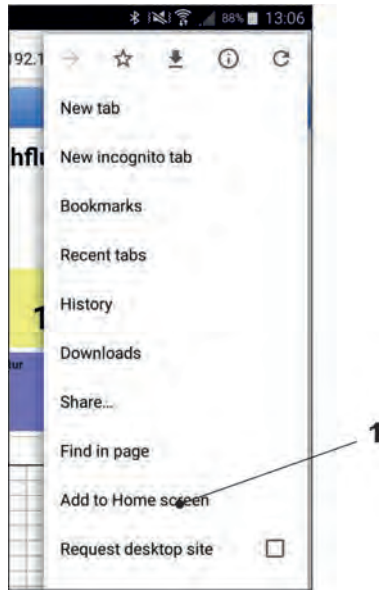 88% 13:06
192.1
New tab
hflu
New incognito tab
Bookmarks
Recent tabs
History
1
Downloads
tur
Share...
Find in page
1
Add to Home screen
Request desktop site